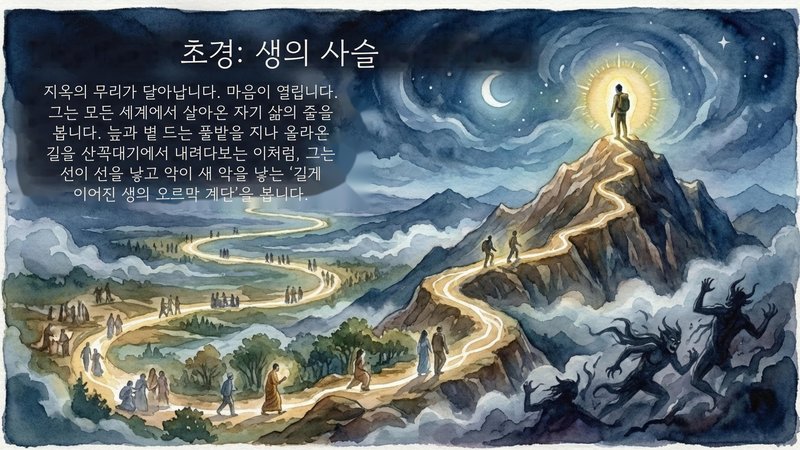 초경: 생의 사슬
지옥의 무리가 달아납니다. 마음이 열립니다.
그는 모든 세계에서 살아온 자기 삶의 줄을
봅니다. 늪과 볕 드는 풀밭을 지나 올라온
길을 산꼭대기에서 내려다보는 이처럼, 그는
선이 선을 낳고 악이 새 악을 낳는 ‘길게
이어진 생의 오르막 계단’을 봅니다.